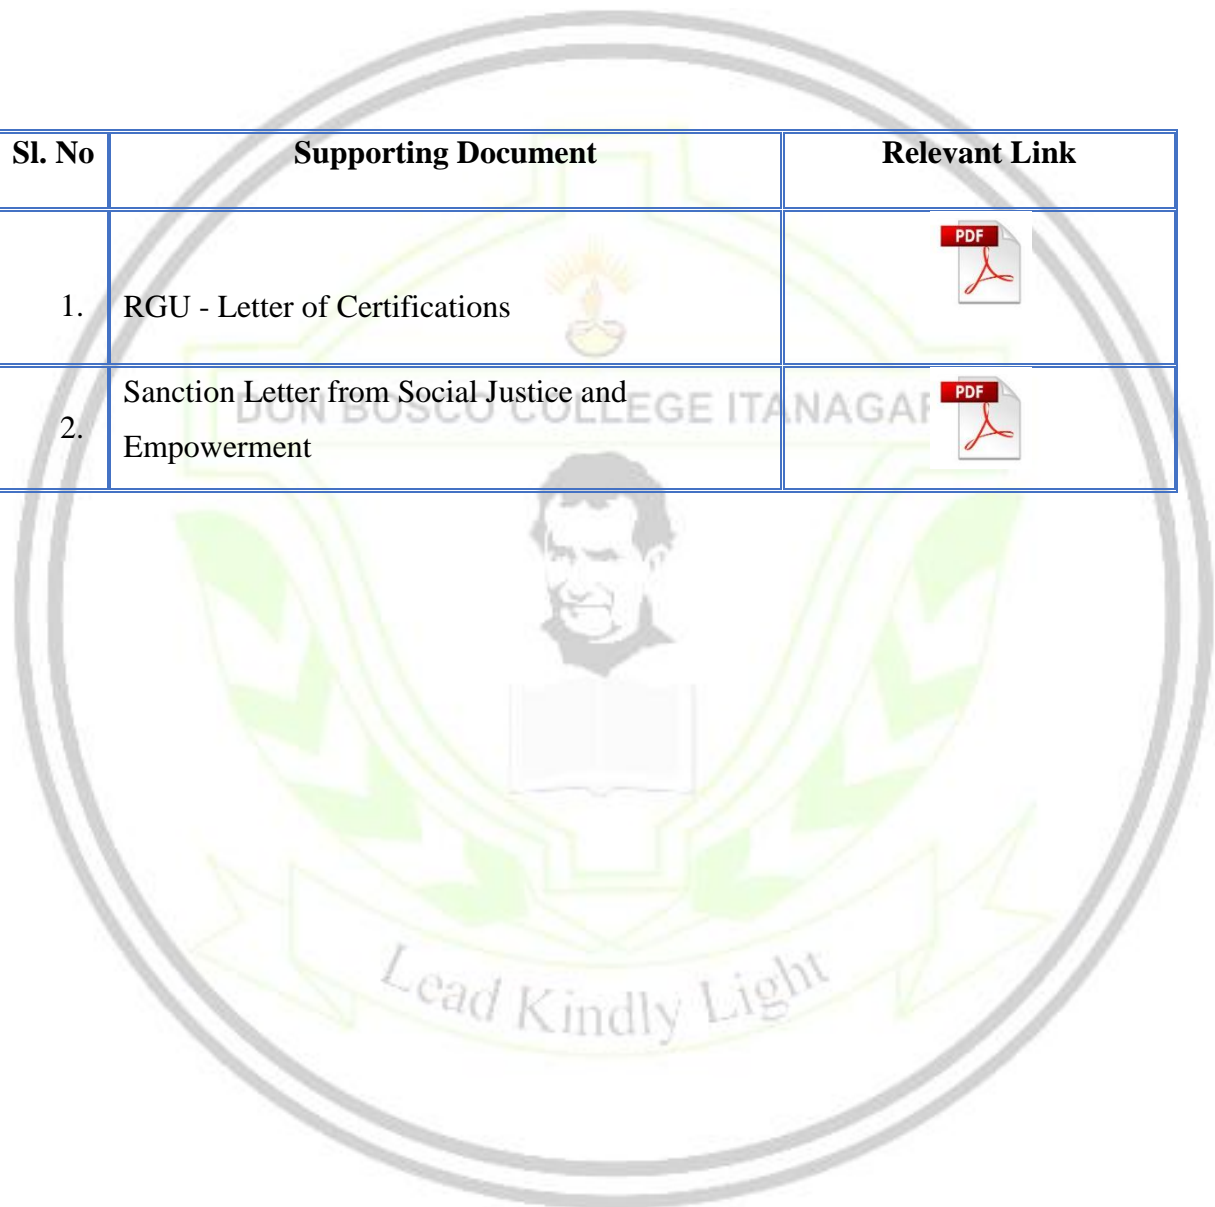 Sl. No Supporting Document Relevant Link
PDF
1. RGU - Letter of Certifications
Sanction Letter from Social Justice and
2.
Empowerment
PDF
DON BOSCO COLLEGE ITANAGAR
Lead Kindly Light